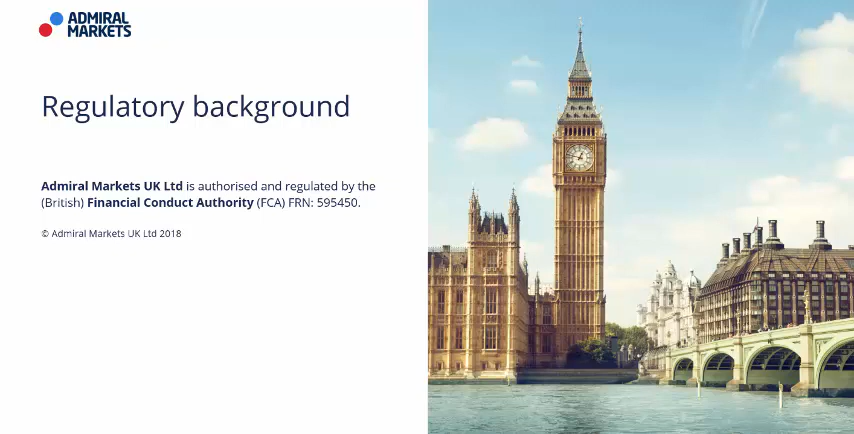 ADMIRAL
MARKETS
Regulatory background
Admiral Markets UK Ltd is authorised and regulated by the
(British) Financial Conduct Authority (FCA) FRN: 595450.
© Admiral Markets UK Ltd 2018